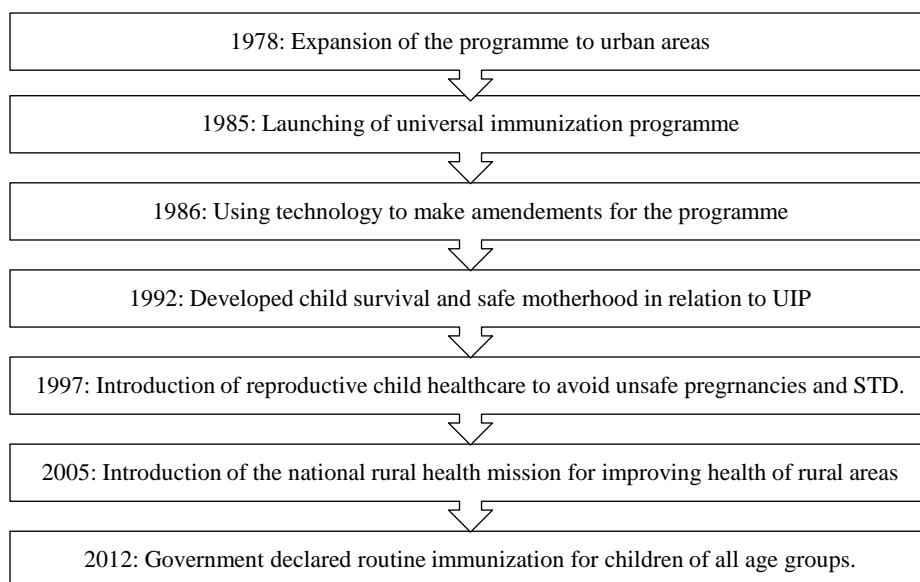 1978: Expansion of the programme to urban areas
1985: Launching of universal immunization programme
1986: Using technology to make amendements for the programme
1992: Developed child survival and safe motherhood in relation to UIP
1997: Introduction of reproductive child healthcare to avoid unsafe pregrnancies and STD.
2005: Introduction of the national rural health mission for improving health of rural areas
2012: Government declared routine immunization for children of all age groups.